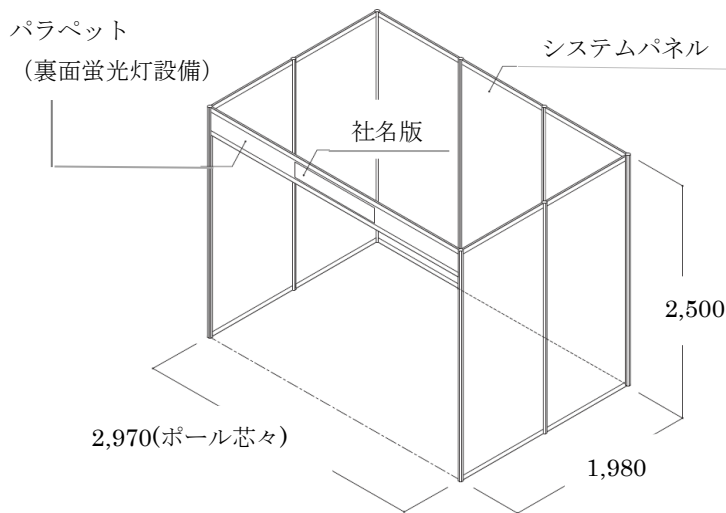 パラペット
（裏面蛍光灯設備）
システムパネル
社名版
2,500
2,970(ポール芯々)
1,980